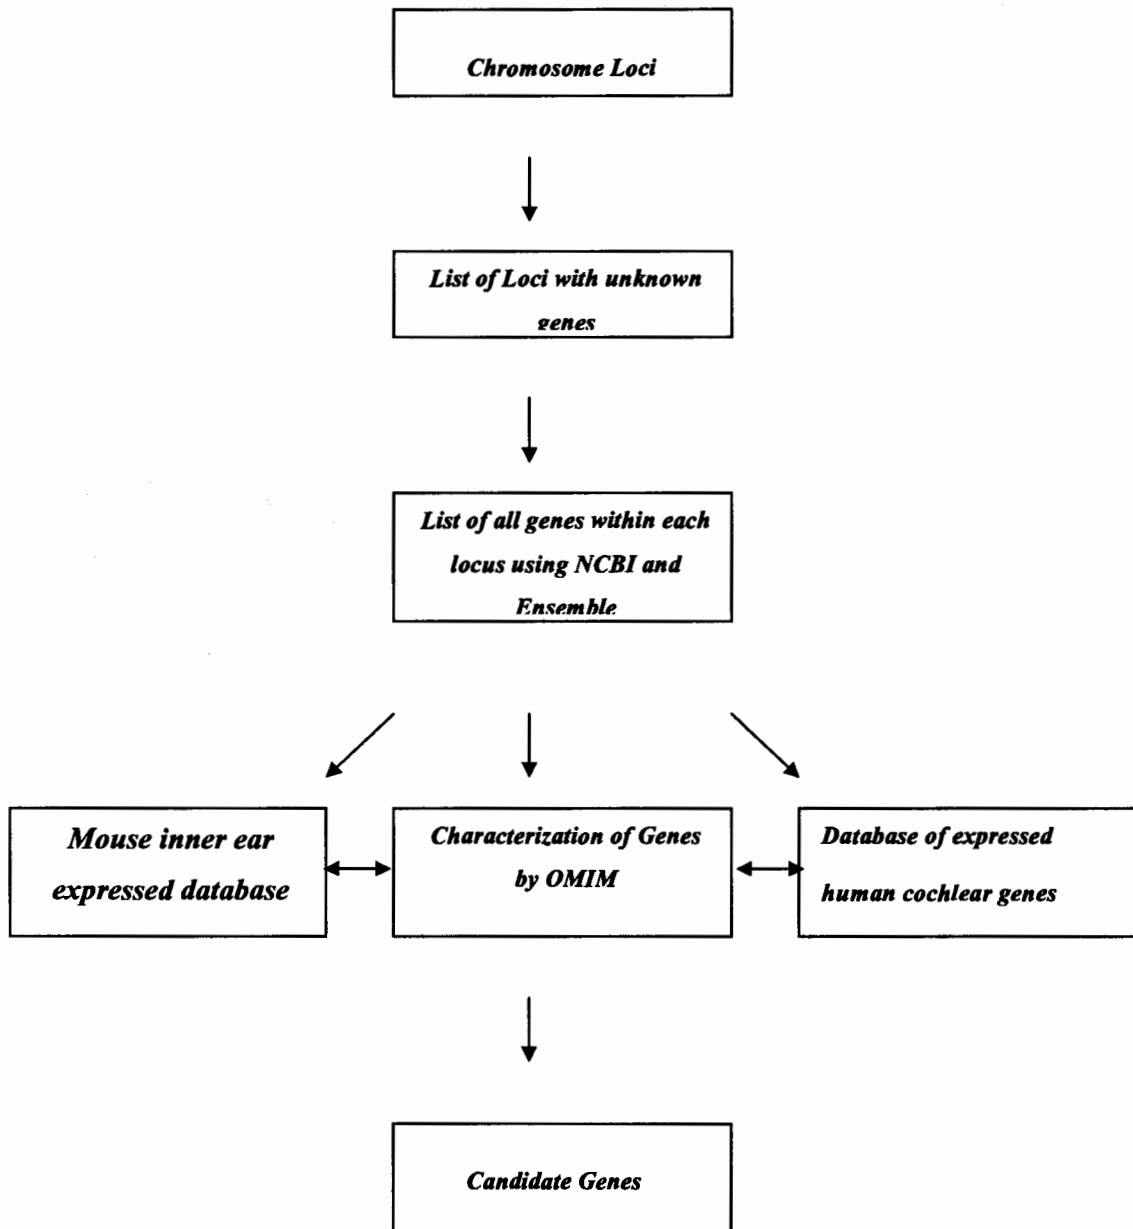 Chromosome Loci
List of Loci with unknown
genes
List of all genes within each
locus using NCBI and
Ensemble
Mouse inner ear
expressed database
Characterization of Genes
by OMIM
Database of expressed
human cochlear genes
Candidate Genes